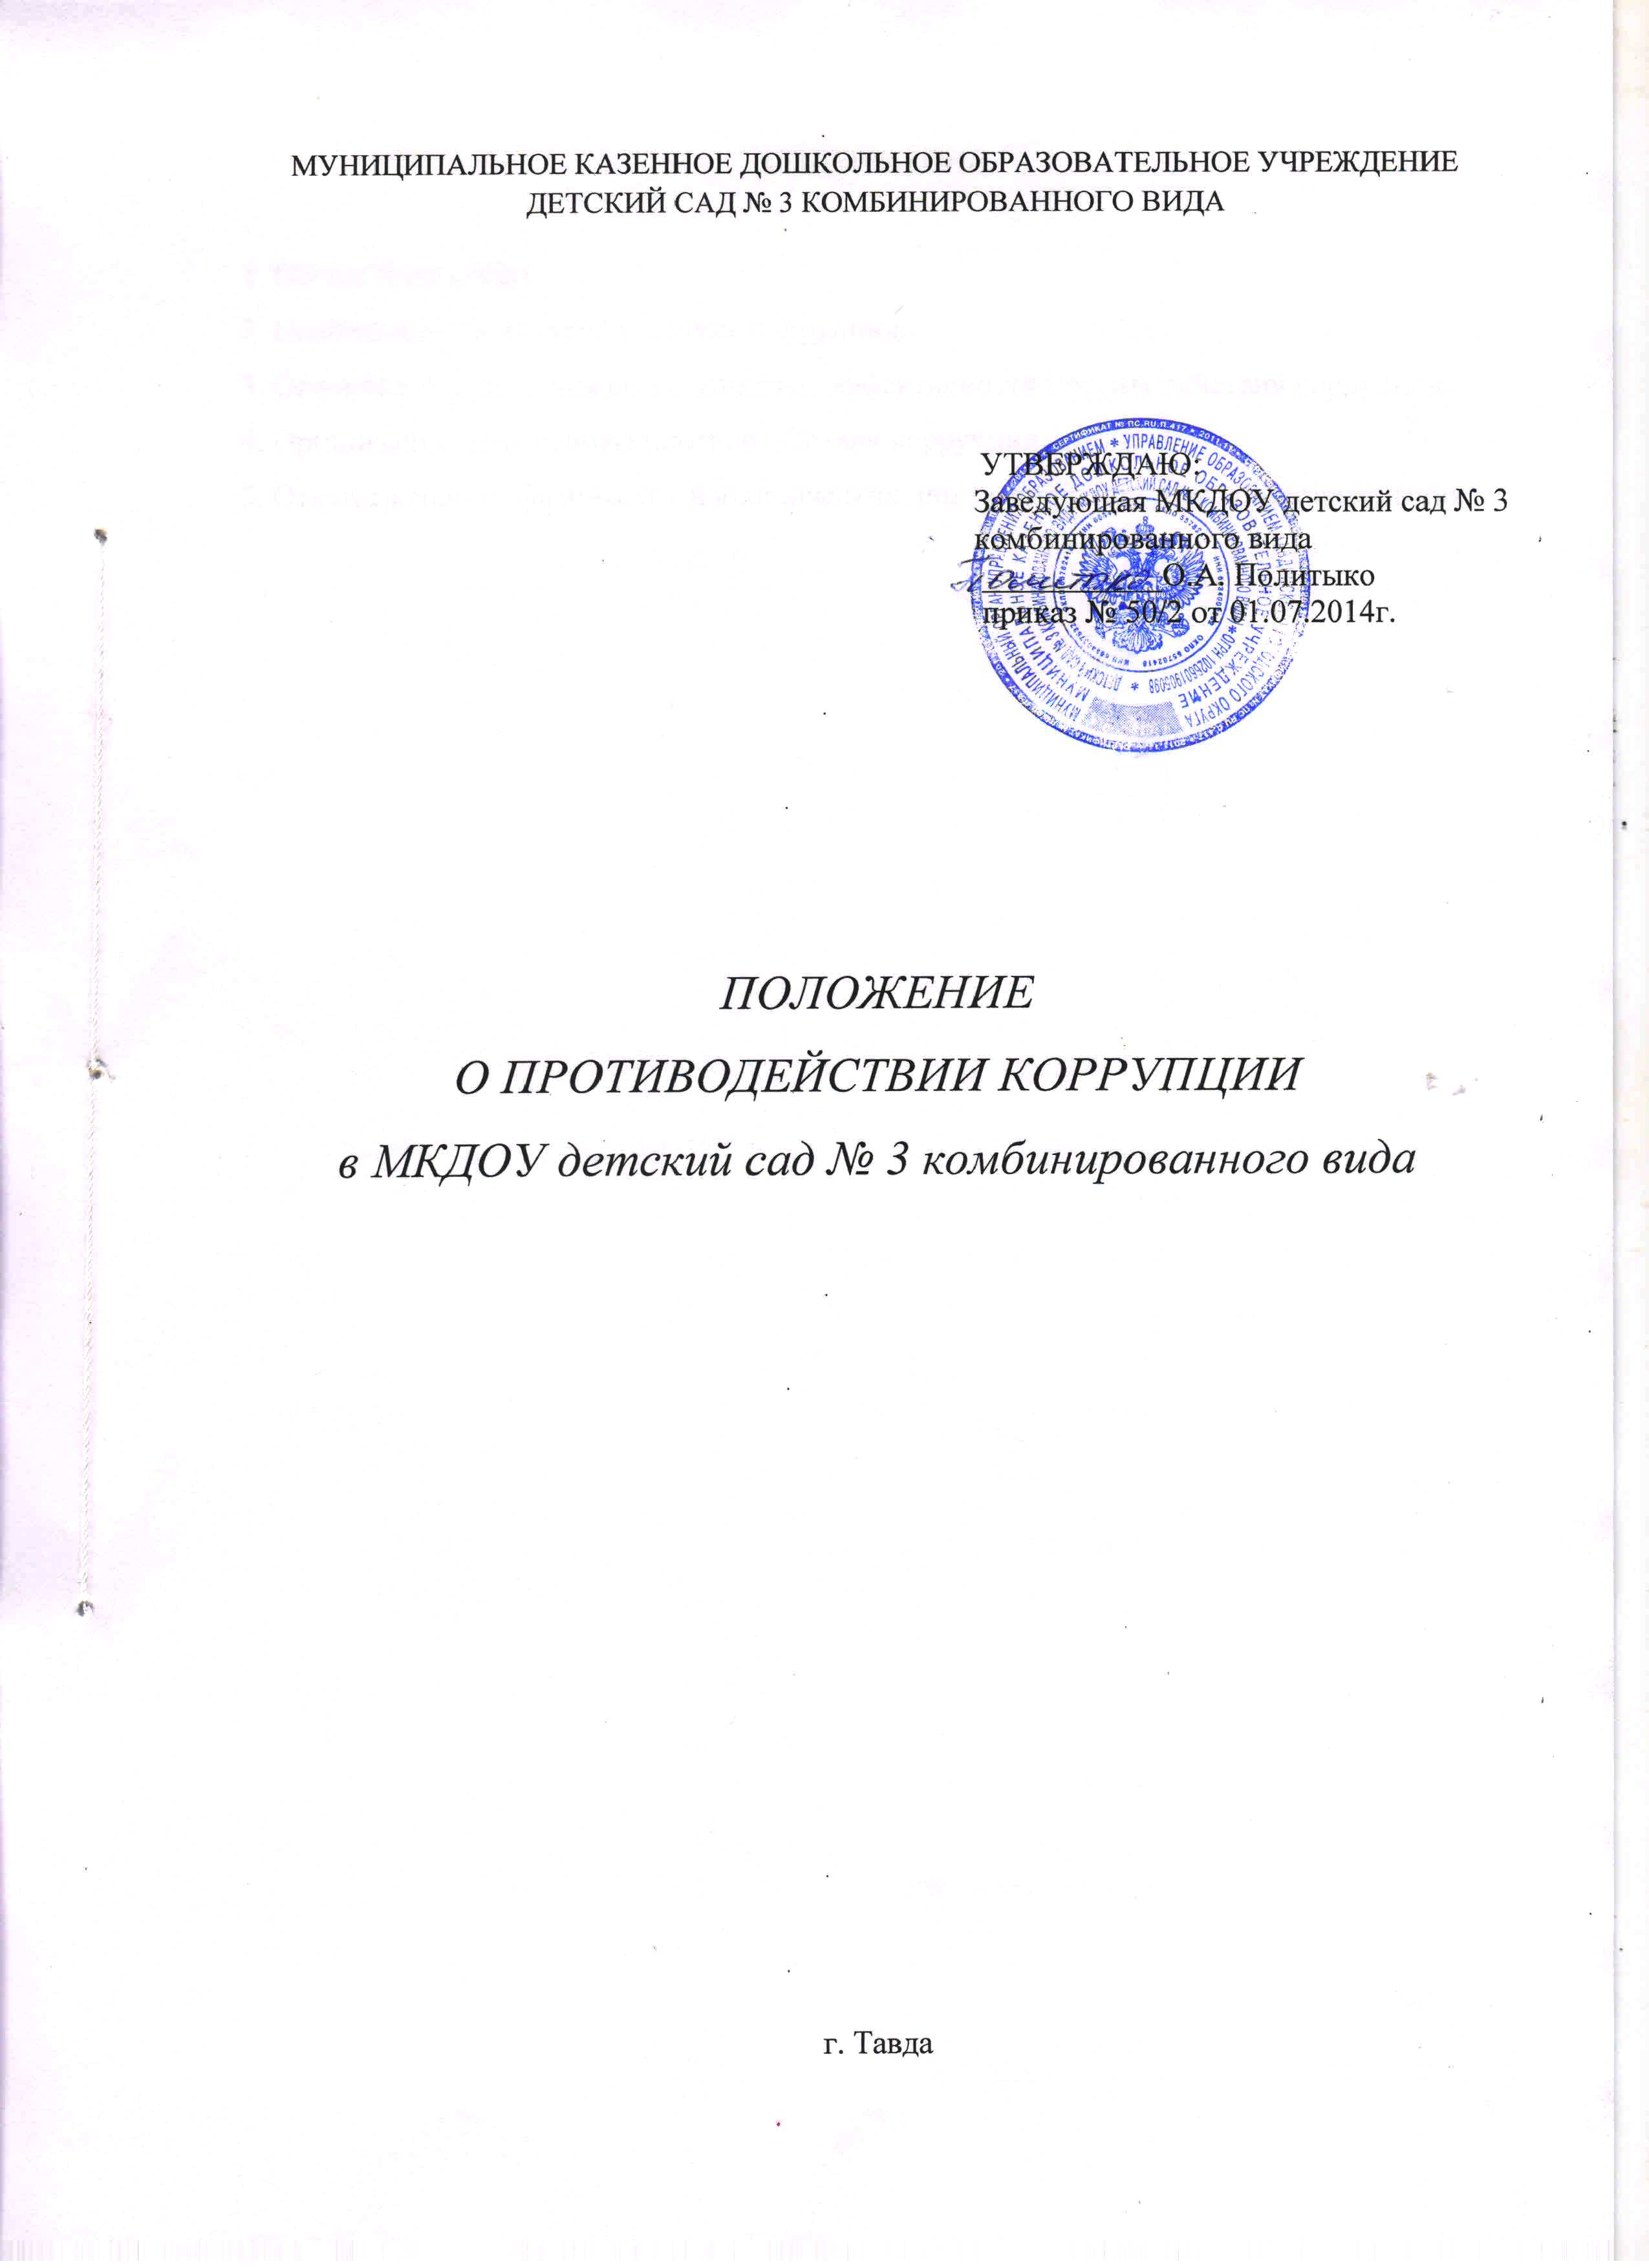 МУНИЦИПАЛЬНОЕ КАЗЕННОЕ ДОШКОЛЬНОЕ ОБРАЗОВАТЕЛЬНОЕ УЧРЕЖДЕНИЕ
ДЕТСКИЙ САД № 3 КОМБИНИРОВАННОГО ВИДА
УТВЕРЖДАЮ:
Заведующая МКДОУ детский сад № 3
комбинированного вида
О.А. Политыко
приказ № 50/2 от 01.07.2014г.
ПОЛОЖЕНИЕ
О ПРОТИВОДЕЙСТВИИ КОРРУПЦИИ
в МКДОУ детский сад № 3 комбинированного вида
г. Тавда